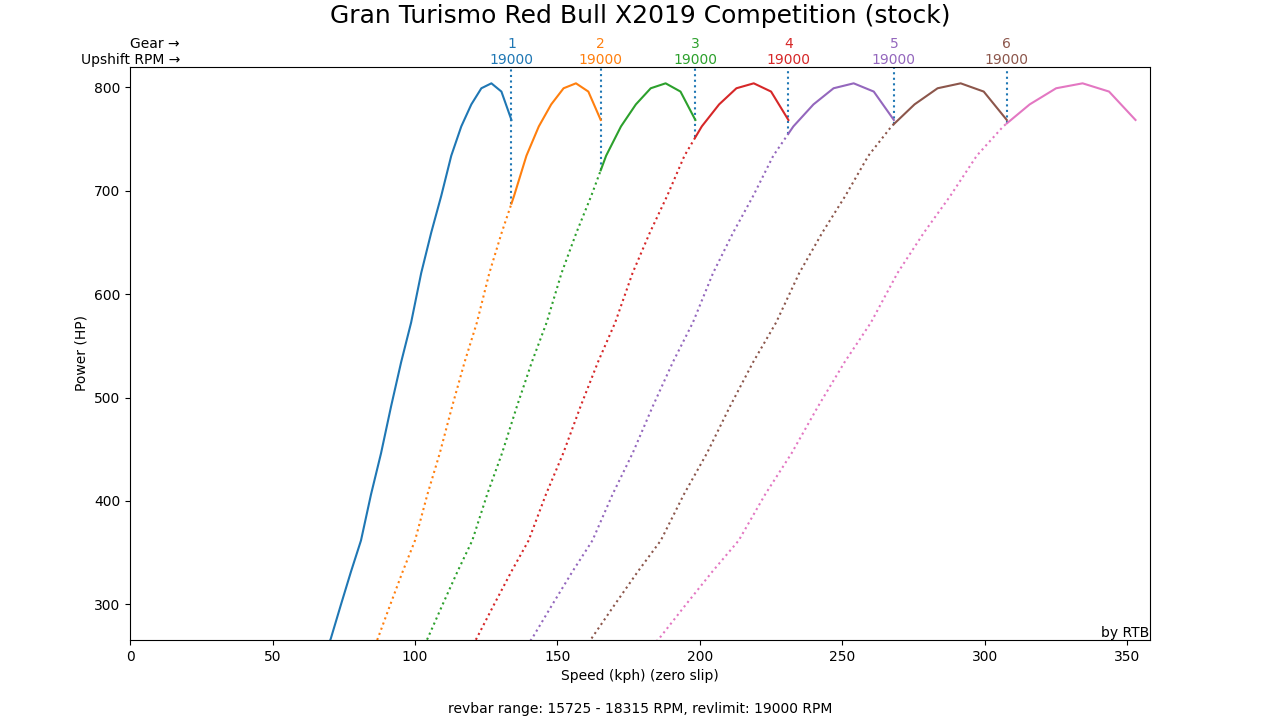 Gran Turismo Red Bull X2019 Competition (stock)
Gear → 1 2 3 4 5 6
Upshift RPM → 19000 19000 19000 19000 19000 19000
800
700
600
500
400
300
Power (HP)
by RTB
0 50 100 150 200 250 300 350
Speed (kph) (zero slip)
revbar range: 15725 - 18315 RPM, revlimit: 19000 RPM